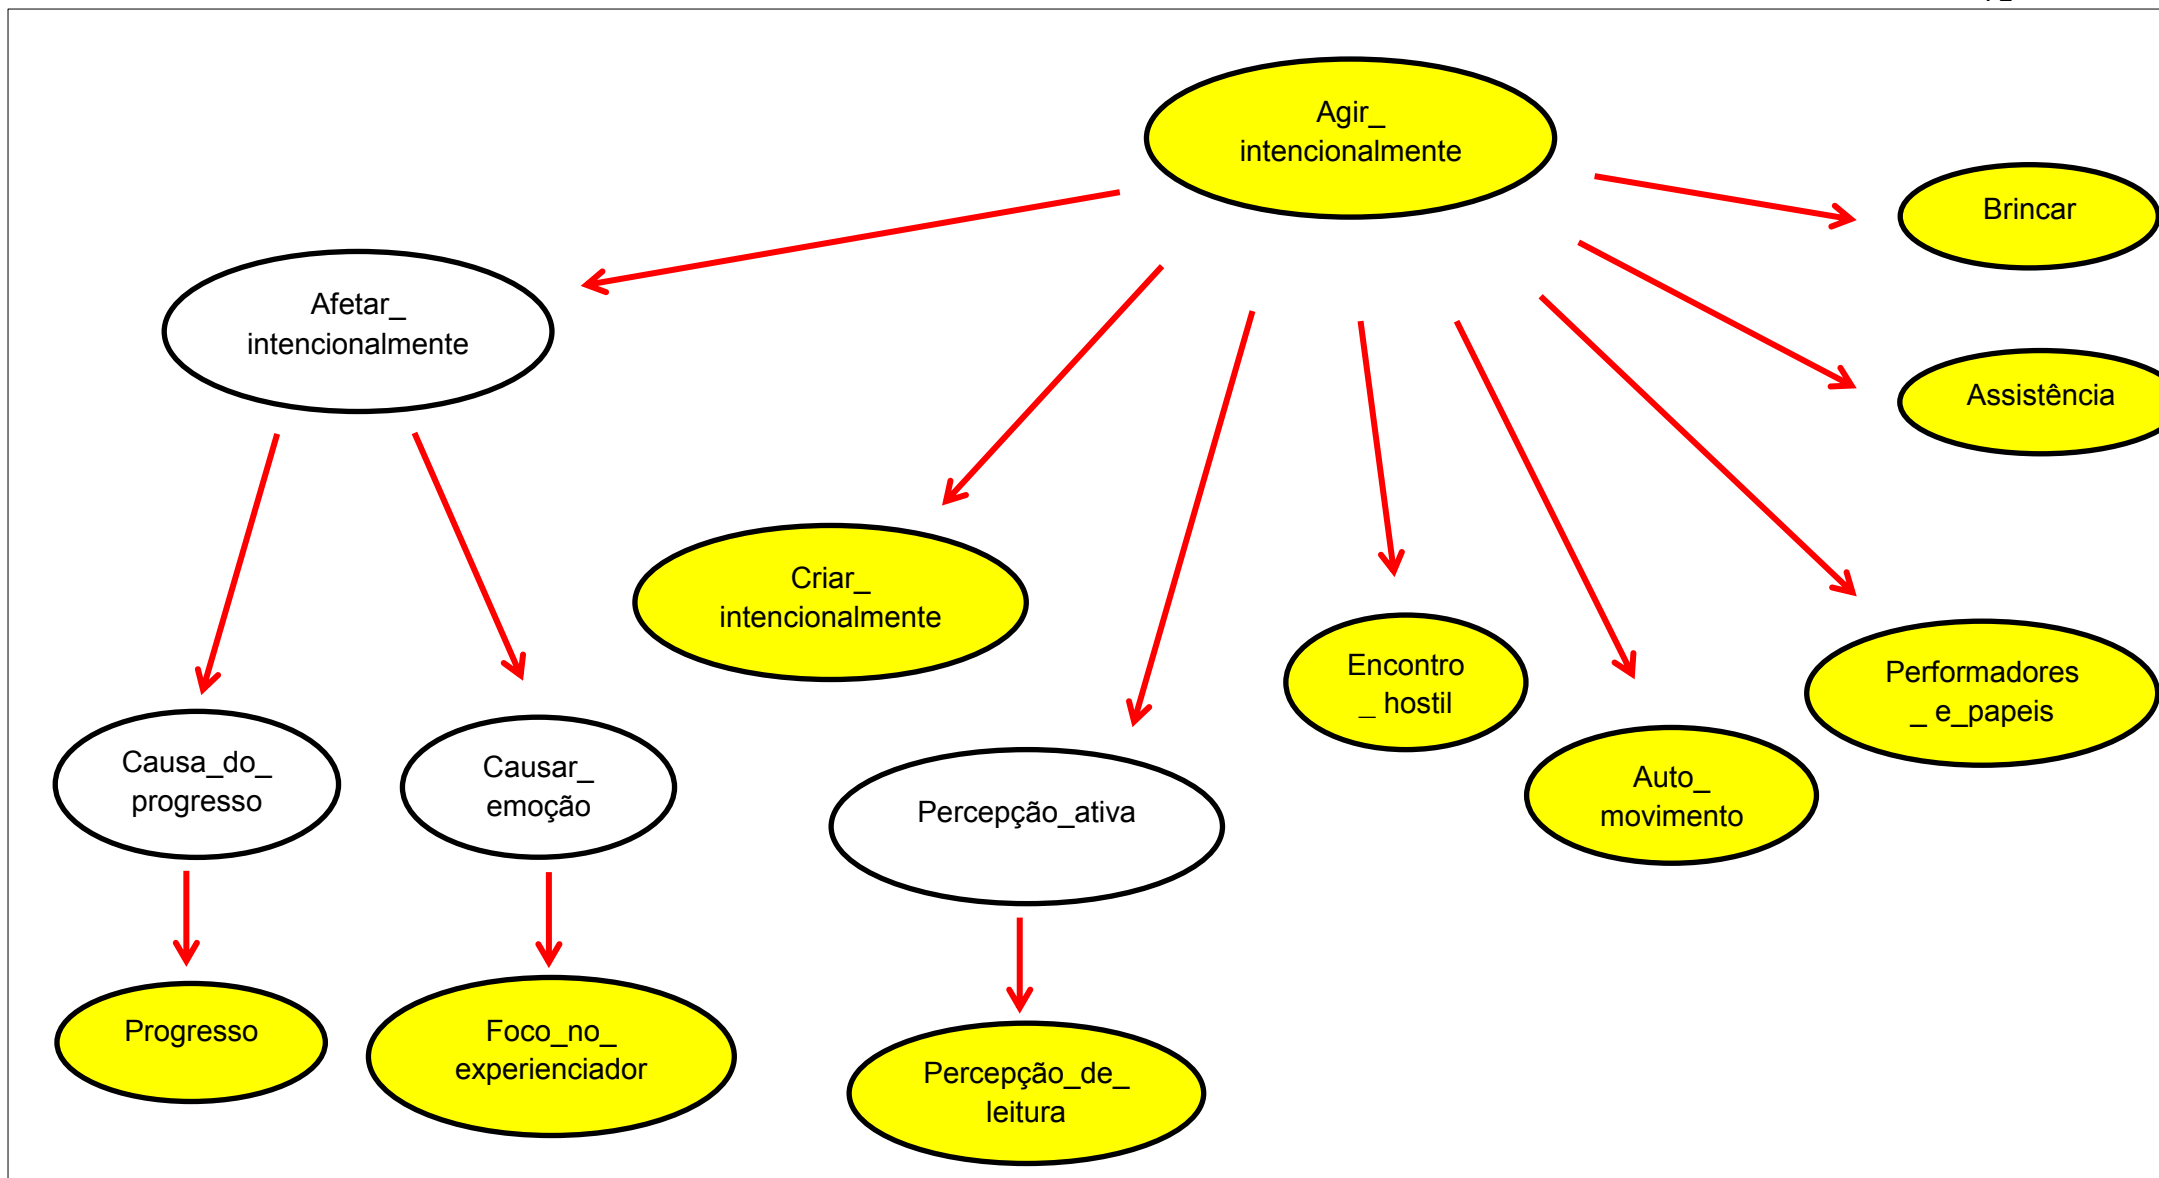 Agir_
intencionalmente
Brincar
Afetar_
intencionalmente
Assistência
Criar_
intencionalmente
Encontro
_ hostil
Performadores
_ e_papeis
Causa_do_
progresso
Causar_
emoção
Percepção_ativa
Auto_
movimento
Progresso
Foco_no_
experienciador
Percepção_de_
leitura